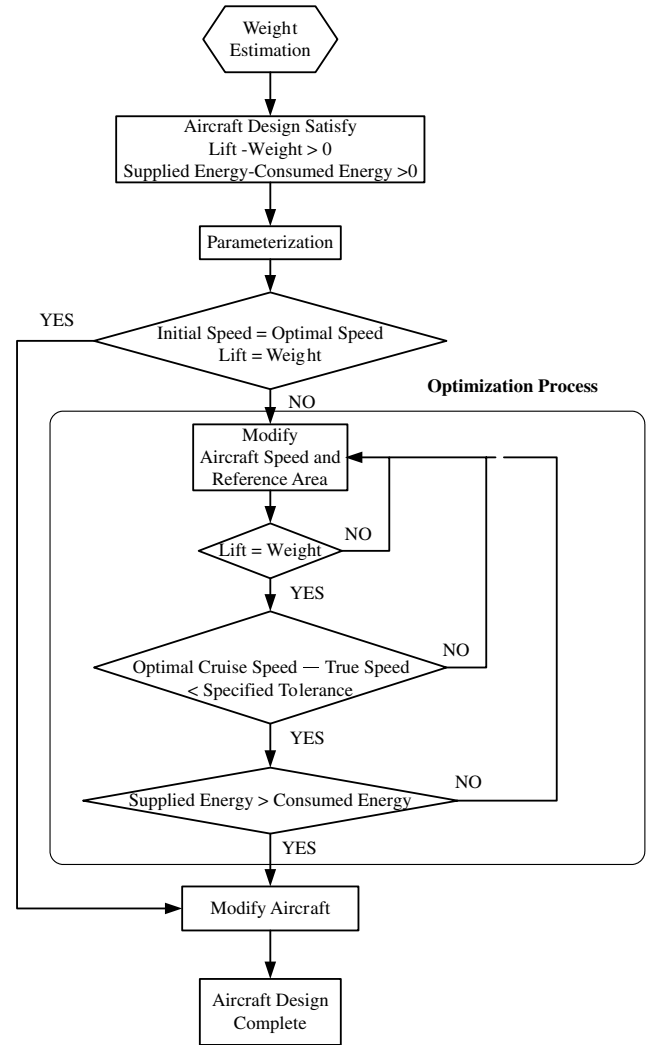 Weight
Estimation
Aircraft Design Satisfy
Lift -Weight > 0
Supplied Energy-Consumed Energy >0
Parameterization
YES
Initial Speed = Optimal Speed
Lift = Weight
Optimization Process
NO
Modify
Aircraft Speed and
Reference Area
NO
Lift = Weight
YES
NO
Optimal Cruise Speed — True Speed
< Specified Tolerance
YES
NO
Supplied Energy > Consumed Energy
YES
Modify Aircraft
Aircraft Design
Complete